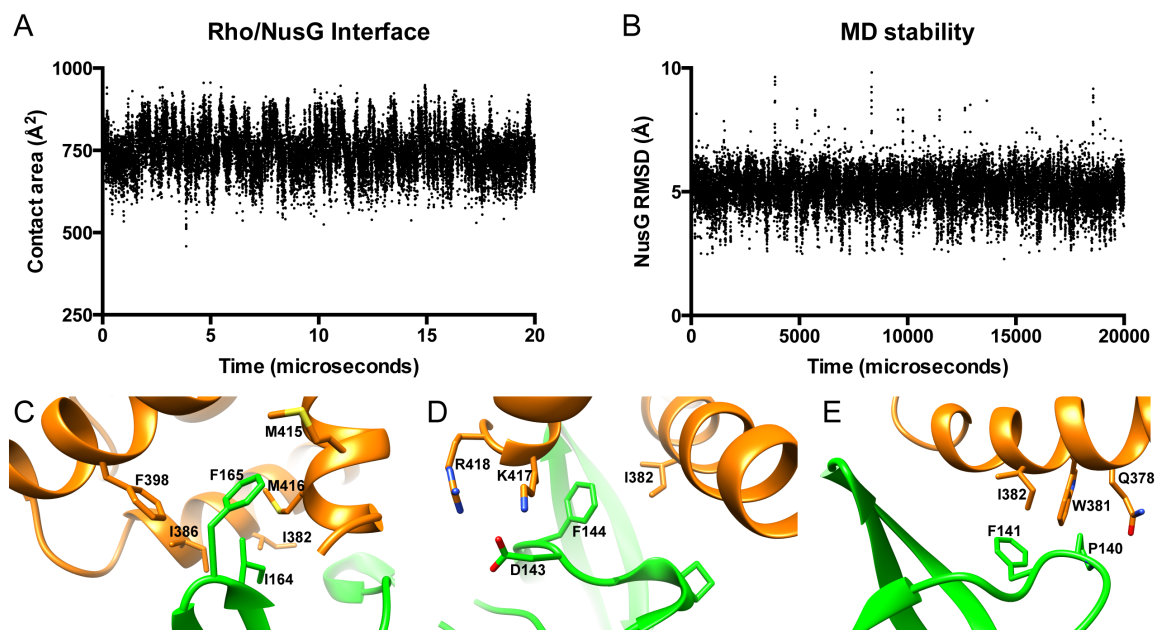 A
Rho/NusG Interface
Contact area (Å²)
1000
750
500
250
0
5
10
15
20
Time (microseconds)
B
MD stability
NusG RMSD (Å)
10
5
0
0
5000
10000
15000
20000
Time (microseconds)
C
M415
F398
F165
M416
I386
I382
I164
D
R418
K417
I382
F144
D143
E
I382
Q378
W381
F141
P140